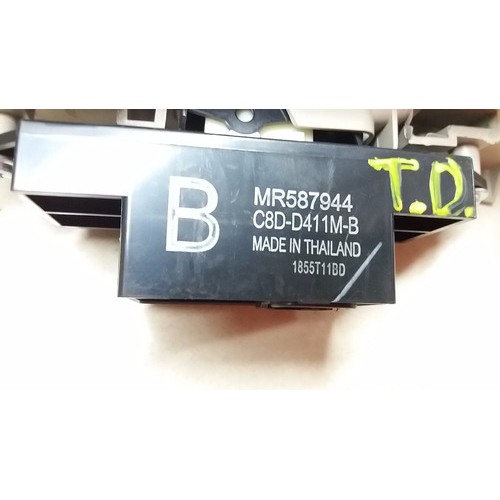 B
MR587944
C8D-D411M-B
MADE IN THAILAND
1855T11BD
T.D.